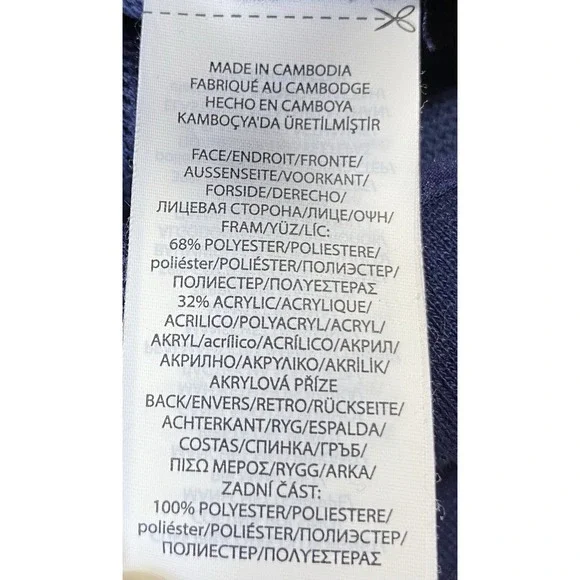 MADE IN CAMBODIA
FABRIQUÉ AU CAMBODGE
HECHO EN CAMBOYA
KAMBOÇYA'DA ÜRETİLMİŞTİR
FACE/ENDROIT/FRONTE/
AUSSENSEITE/VOORKANT/
FORSIDE/DERECHO/
ЛИЦЕВАЯ СТОРОНА/ЛИЦЕ/ΟΨΗ/
FRAM/YÜZ/LÍC:
68% POLYESTER/POLIESTERE/
poliéster/POLIÉSTER/ПОЛИЭСТЕР/
ПОЛИЕСТЕР/ΠΟΛΥΕΣΤΕΡΑΣ
32% ACRYLIC/ACRYLIQUE/
ACRILICO/POLYACRYL/ACRYL/
AKRYL/acrílico/ACRÍLICO/АКРИЛ/
АКРИЛНО/ΑΚΡΥΛΙΚΟ/AKRİLİK/
AKRYLOVÁ PŘÍZE
BACK/ENVERS/RETRO/RÜCKSEITE/
ACHTERKANT/RYG/ESPALDA/
COSTAS/СПИНКА/ГРЪБ/
ΠΙΣΩ ΜΕΡΟΣ/RYGG/ARKA/
ZADNÍ ČÁST:
100% POLYESTER/POLIESTERE/
poliéster/POLIÉSTER/ПОЛИЭСТЕР/
ПОЛИЕСТЕР/ΠΟΛΥΕΣΤΕΡΑΣ